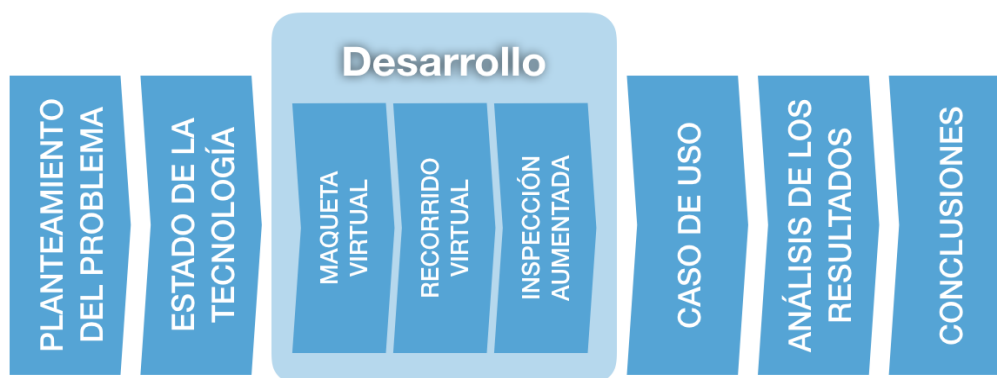 PLANTEAMIENTO
DEL PROBLEMA
ESTADO DE LA
TECNOLOGÍA
Desarrollo
MAQUETA
VIRTUAL
RECORRIDO
VIRTUAL
INSPECCIÓN
AUMENTADA
CASO DE USO
ANÁLISIS DE LOS
RESULTADOS
CONCLUSIONES